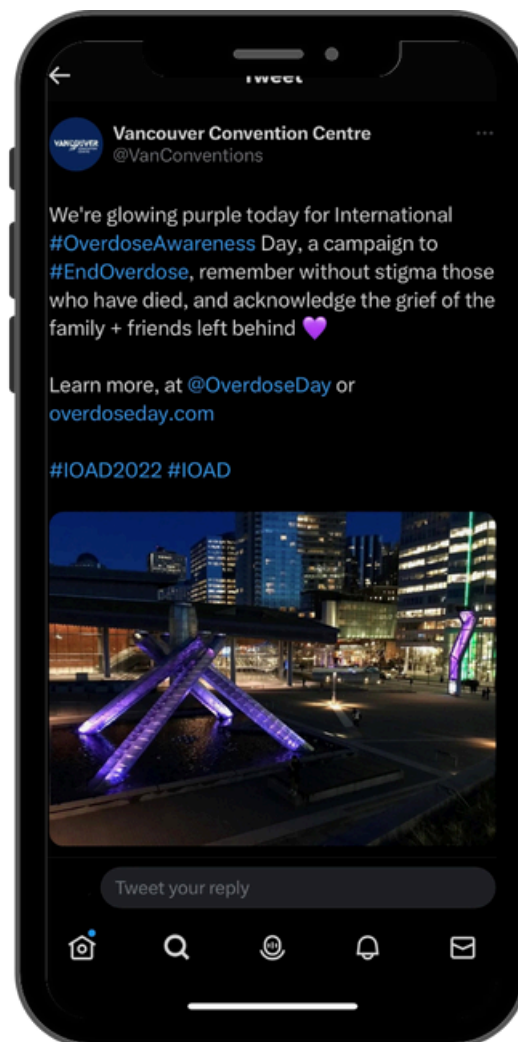 Tweet
VANCOUVER
Vancouver Convention Centre
@VanConventions
We're glowing purple today for International
#OverdoseAwareness Day, a campaign to
#EndOverdose, remember without stigma those
who have died, and acknowledge the grief of the
family + friends left behind 💜
Learn more, at @OverdoseDay or
overdoseday.com
#IOAD2022 #IOAD
Tweet your reply